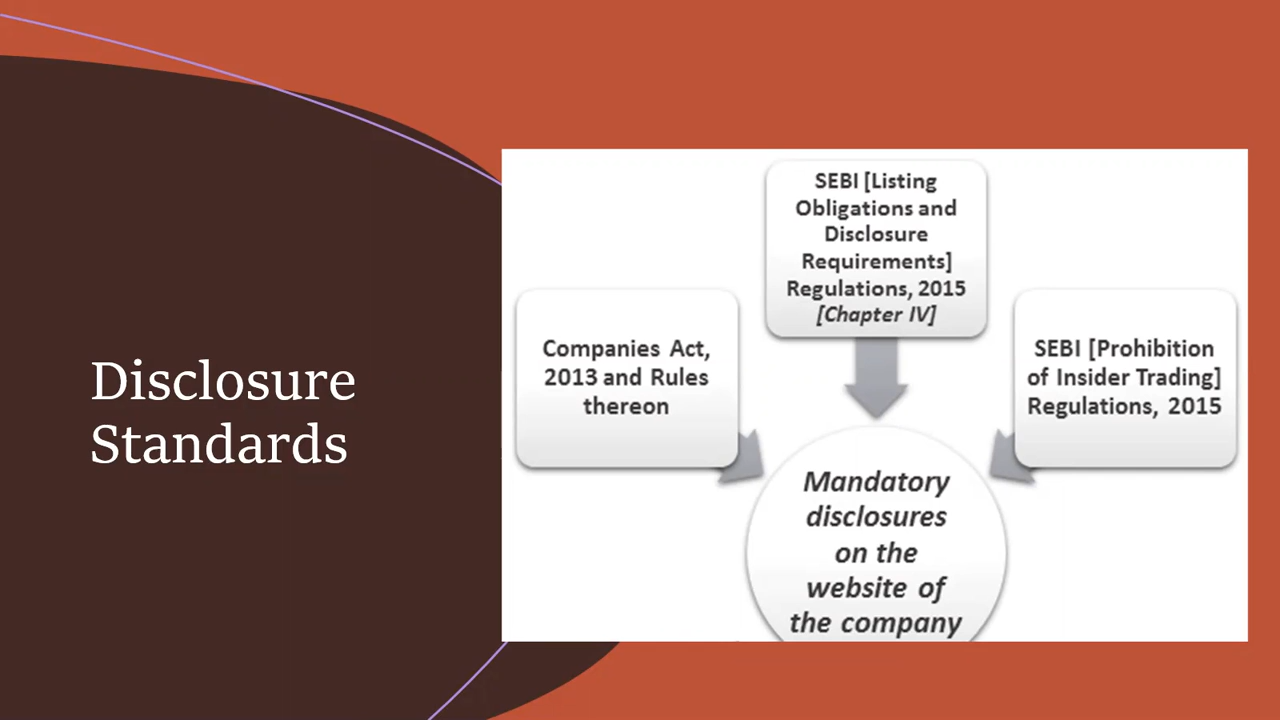 Disclosure
Standards
SEBI [Listing
Obligations and
Disclosure
Requirements]
Regulations, 2015
[Chapter IV]
Companies Act,
2013 and Rules
thereon
SEBI [Prohibition
of Insider Trading]
Regulations, 2015
Mandatory
disclosures
on the
website of
the company